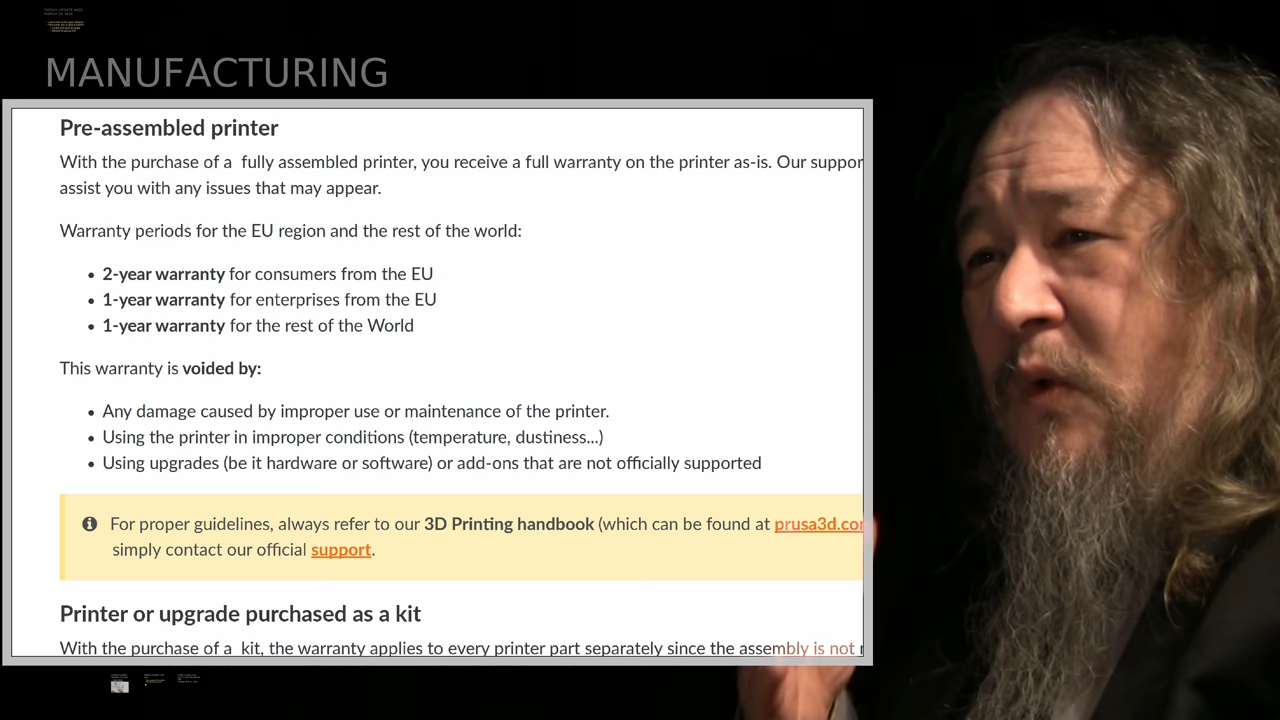 MANUFACTURING
Pre-assembled printer
With the purchase of a  fully assembled printer, you receive a full warranty on the printer as-is. Our suppor
assist you with any issues that may appear.
Warranty periods for the EU region and the rest of the world:
• 2-year warranty for consumers from the EU
• 1-year warranty for enterprises from the EU
• 1-year warranty for the rest of the World
This warranty is voided by:
• Any damage caused by improper use or maintenance of the printer.
• Using the printer in improper conditions (temperature, dustiness...)
• Using upgrades (be it hardware or software) or add-ons that are not officially supported
For proper guidelines, always refer to our 3D Printing handbook (which can be found at prusa3d.cor
simply contact our official support.
Printer or upgrade purchased as a kit
With the purchase of a  kit, the warranty applies to every printer part separately since the assembly is not